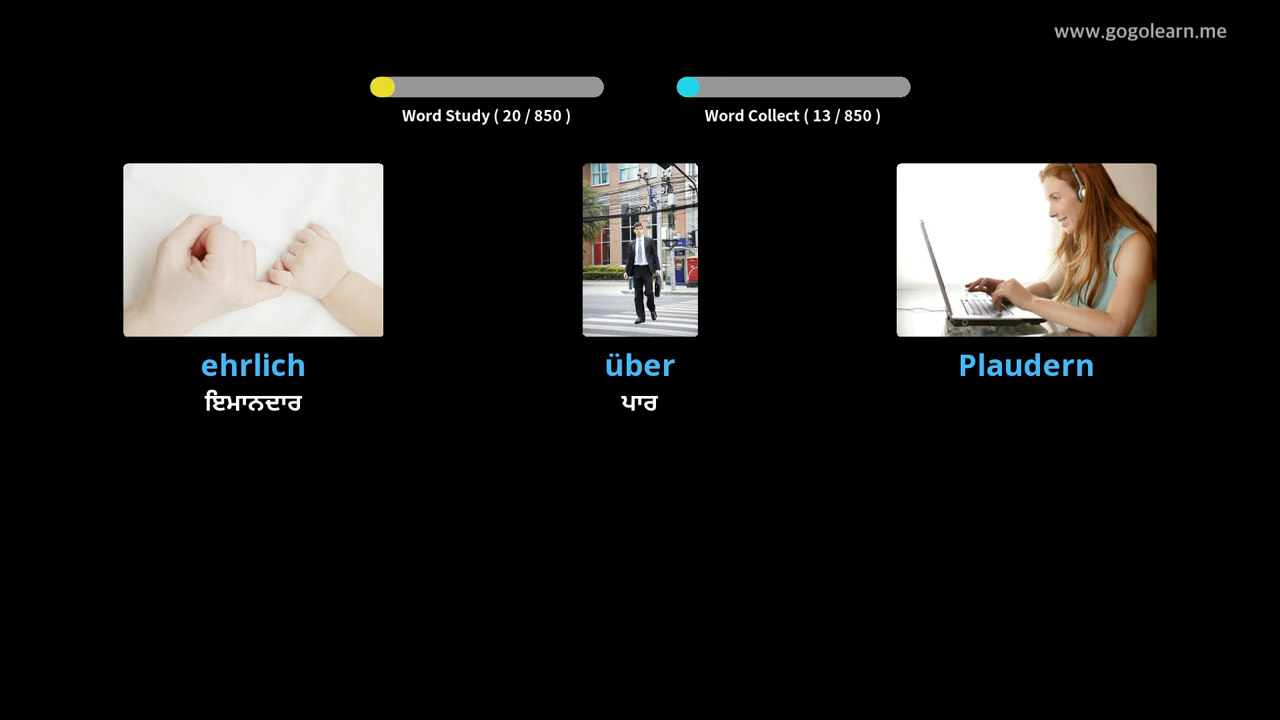 www.gogolearn.me
Word Study ( 20 / 850 )
Word Collect ( 13 / 850 )
ehrlich
ਇਮਾਨਦਾਰ
über
ਪਾਰ
Plaudern